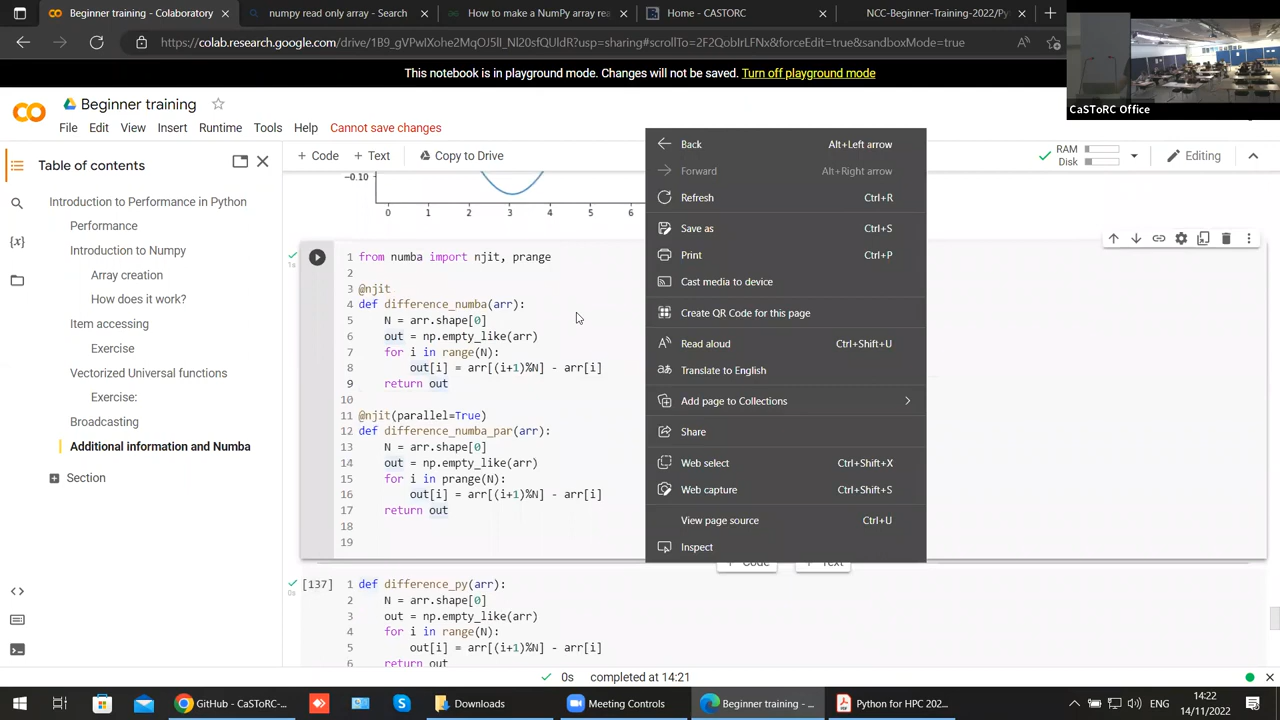 Beginner training - Colaboratory
numpy read only array - Search
How to make a NumPy array rea
Home - CASTORC
NCC-Beginner-Training-2022/Py
https://colab.research.google.com/drive/
?usp=sharing#scrollTo=2F2QobIrLFNx&forceEdit=true&sandboxMode=true
This notebook is in playground mode. Changes will not be saved. Turn off playground mode
CaSToRC Office
Beginner training
File Edit View Insert Runtime Tools Help Cannot save changes
Table of contents
+ Code + Text Copy to Drive
RAM
Disk
Editing
Introduction to Performance in Python
Performance
Introduction to Numpy
Array creation
How does it work?
Item accessing
Exercise
Vectorized Universal functions
Exercise:
Broadcasting
Additional information and Numba
Section
-0.10
0 1 2 3 4 5 6
1s
1 from numba import njit, prange
2
3 @njit
4 def difference_numba(arr):
5 N = arr.shape[0]
6 out = np.empty_like(arr)
7 for i in range(N):
8 out[i] = arr[(i+1)%N] - arr[i]
9 return out
10
11 @njit(parallel=True)
12 def difference_numba_par(arr):
13 N = arr.shape[0]
14 out = np.empty_like(arr)
15 for i in prange(N):
16 out[i] = arr[(i+1)%N] - arr[i]
17 return out
18
19
Back Alt+Left arrow
Forward Alt+Right arrow
Refresh Ctrl+R
Save as Ctrl+S
Print Ctrl+P
Cast media to device
Create QR Code for this page
Read aloud Ctrl+Shift+U
Translate to English
Add page to Collections
Share
Web select Ctrl+Shift+X
Web capture Ctrl+Shift+S
View page source Ctrl+U
Inspect
+ Code + Text
[137]
0s
1 def difference_py(arr):
2 N = arr.shape[0]
3 out = np.empty_like(arr)
4 for i in range(N):
5 out[i] = arr[(i+1)%N] - arr[i]
6 return out
0s completed at 14:21
GitHub - CaSToRC-...
Downloads
Meeting Controls
Beginner training - ...
Python for HPC 202...
ENG
14:22
14/11/2022